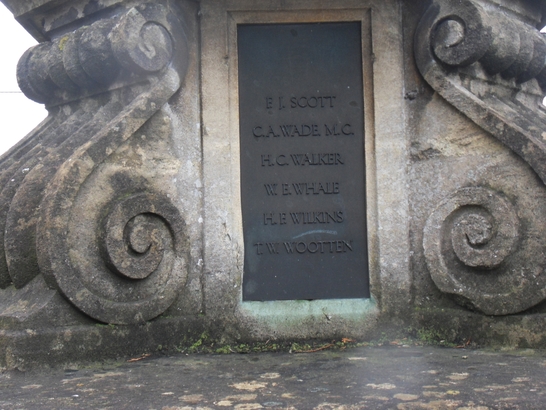 E. J. SCOTT
C. A. WADE. M. C.
H. C. WALKER
W. E. WHALE
H. F. WILKINS
T. W. WOOTTEN